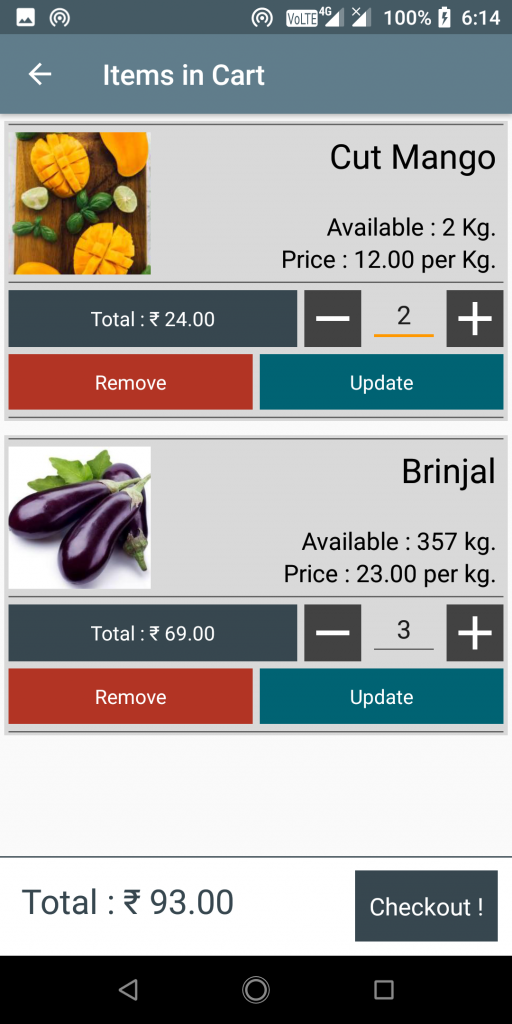 VoLTE 4G 100% 6:14
Items in Cart
Cut Mango
Available : 2 Kg.
Price : 12.00 per Kg.
Total : ₹ 24.00 2
Remove Update
Brinjal
Available : 357 kg.
Price : 23.00 per kg.
Total : ₹ 69.00 3
Remove Update
Total : ₹ 93.00 Checkout !